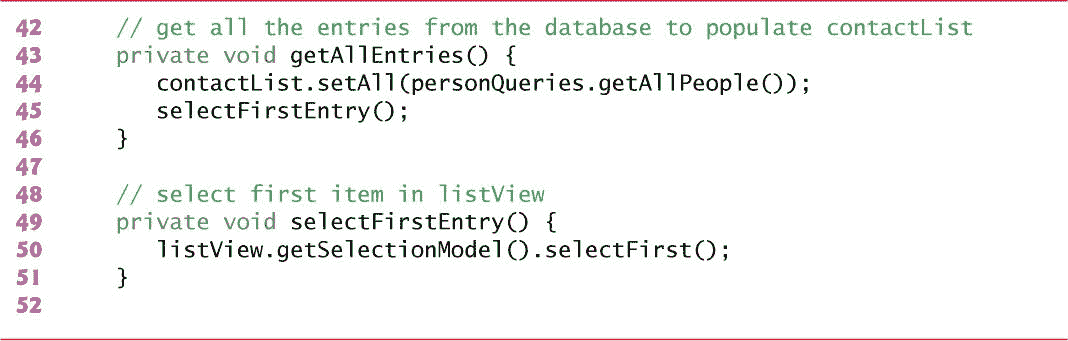 42 // get all the entries from the database to populate contactList
43 private void getAllEntries() {
44 contactList.setAll(personQueries.getAllPeople());
45 selectFirstEntry();
46 }
47
48 // select first item in listView
49 private void selectFirstEntry() {
50 listView.getSelectionModel().selectFirst();
51 }
52